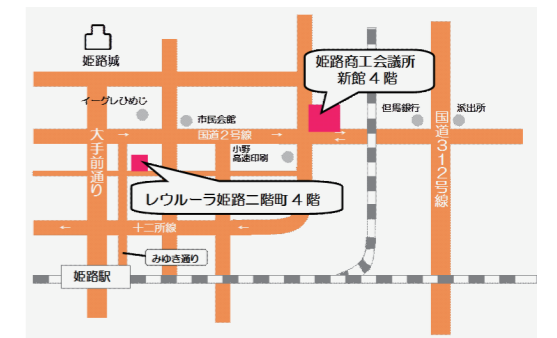 姫路城
姫路商工会議所
新館4階
イーグレひめじ
市民会館
但馬銀行
派出所
大手前通り
国道2号線
国道312号線
小野
高速印刷
レウルーラ姫路二階町4階
十二所線
みゆき通り
姫路駅